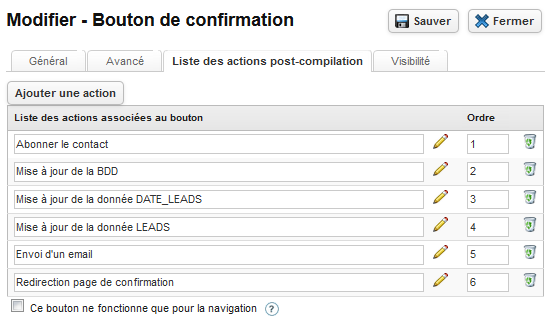 Modifier - Bouton de confirmation
Sauver
Fermer
Général
Avancé
Liste des actions post-compilation
Visibilité
Ajouter une action
Liste des actions associées au bouton Ordre
Abonner le contact 1
Mise à jour de la BDD 2
Mise à jour de la donnée DATE_LEADS 3
Mise à jour de la donnée LEADS 4
Envoi d'un email 5
Redirection page de confirmation 6
Ce bouton ne fonctionne que pour la navigation ?